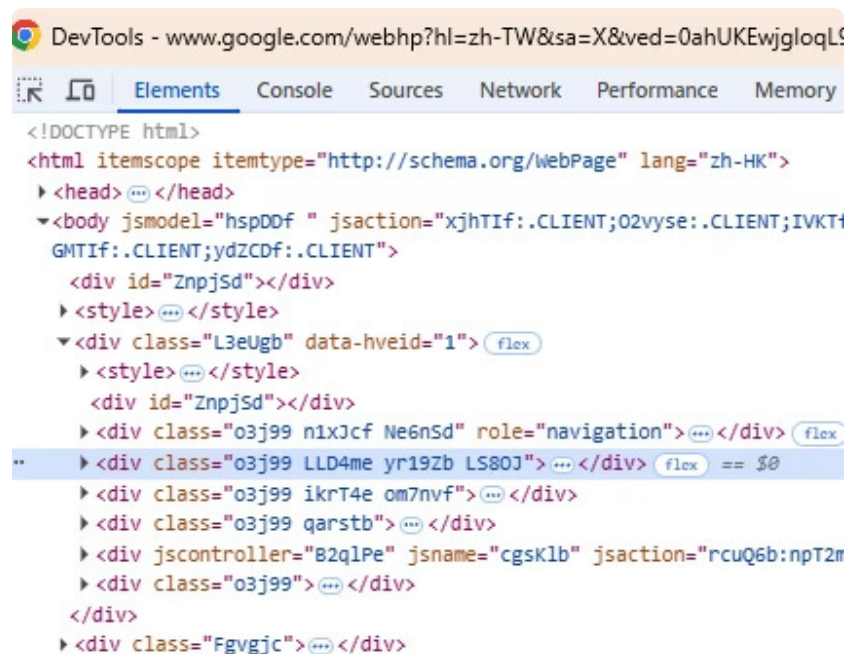 DevTools - www.google.com/webhp?hl=zh-TW&sa=X&ved=0ahUKEwjgloqL9
Elements Console Sources Network Performance Memory
<!DOCTYPE html>
<html itemscope itemtype="http://schema.org/WebPage" lang="zh-HK">
<head> ⋯ </head>
<body jsmodel="hspDDf " jsaction="xjhTIf:.CLIENT;O2vyse:.CLIENT;IVKTf
GMTIf:.CLIENT;ydZCDf:.CLIENT">
<div id="ZnpjSd"></div>
<style> ⋯ </style>
<div class="L3eUgb" data-hveid="1"> flex
<style> ⋯ </style>
<div id="ZnpjSd"></div>
<div class="o3j99 n1xJcf Ne6nSd" role="navigation"> ⋯ </div> flex
<div class="o3j99 LLD4me yr19Zb LS8OJ"> ⋯ </div> flex == $0
<div class="o3j99 ikrT4e om7nvf"> ⋯ </div>
<div class="o3j99 qarstb"> ⋯ </div>
<div jscontroller="B2qlPe" jsname="cgsKlb" jsaction="rcuQ6b:npT2m
<div class="o3j99"> ⋯ </div>
</div>
<div class="Fgvgjc"> ⋯ </div>